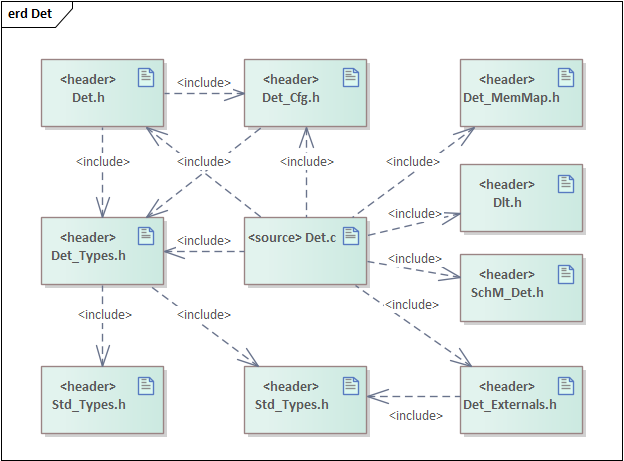 erd Det
<header>
Det.h
<include>
<header>
Det_Cfg.h
<header>
Det_MemMap.h
<include>
<include>
<include>
<include>
<header>
Dlt.h
<header>
Det_Types.h
<include>
<source> Det.c
<include>
<include>
<header>
SchM_Det.h
<include>
<include>
<include>
<header>
Std_Types.h
<header>
Std_Types.h
<include>
<header>
Det_Externals.h